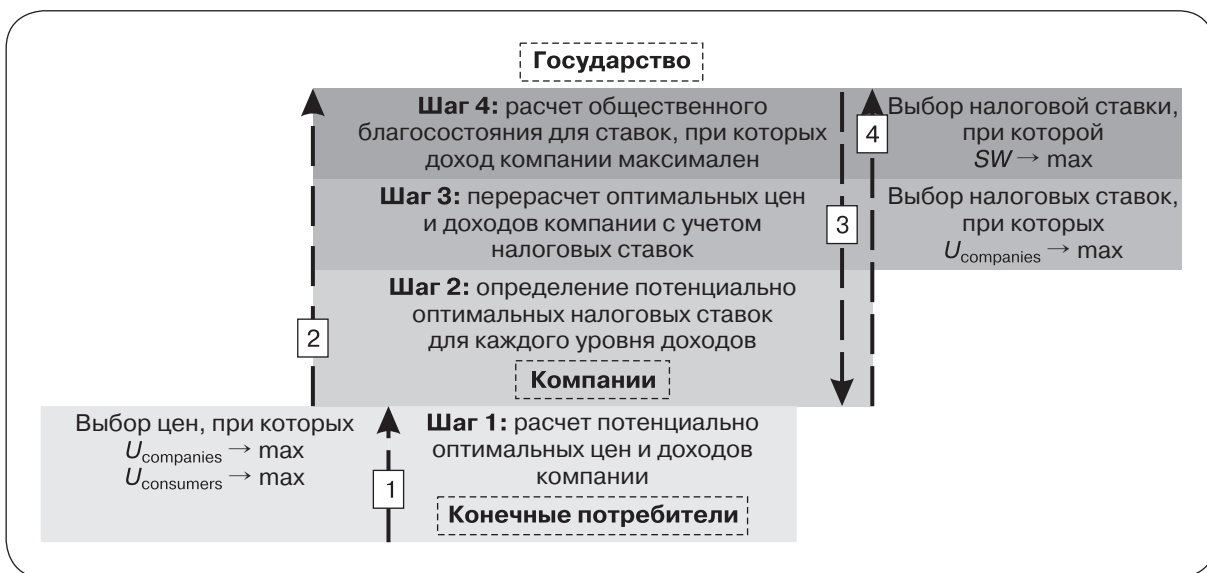 Государство
Шаг 4: расчет общественного
благосостояния для ставок, при которых
доход компании максимален
4
Выбор налоговой ставки,
при которой
SW → max
Шаг 3: перерасчет оптимальных цен
и доходов компании с учетом
налоговых ставок
3
Выбор налоговых ставок,
при которых
Ucompanies → max
2
Шаг 2: определение потенциально
оптимальных налоговых ставок
для каждого уровня доходов
Компании
Выбор цен, при которых
Ucompanies → max
Uconsumers → max
1
Шаг 1: расчет потенциально
оптимальных цен и доходов
компании
Конечные потребители